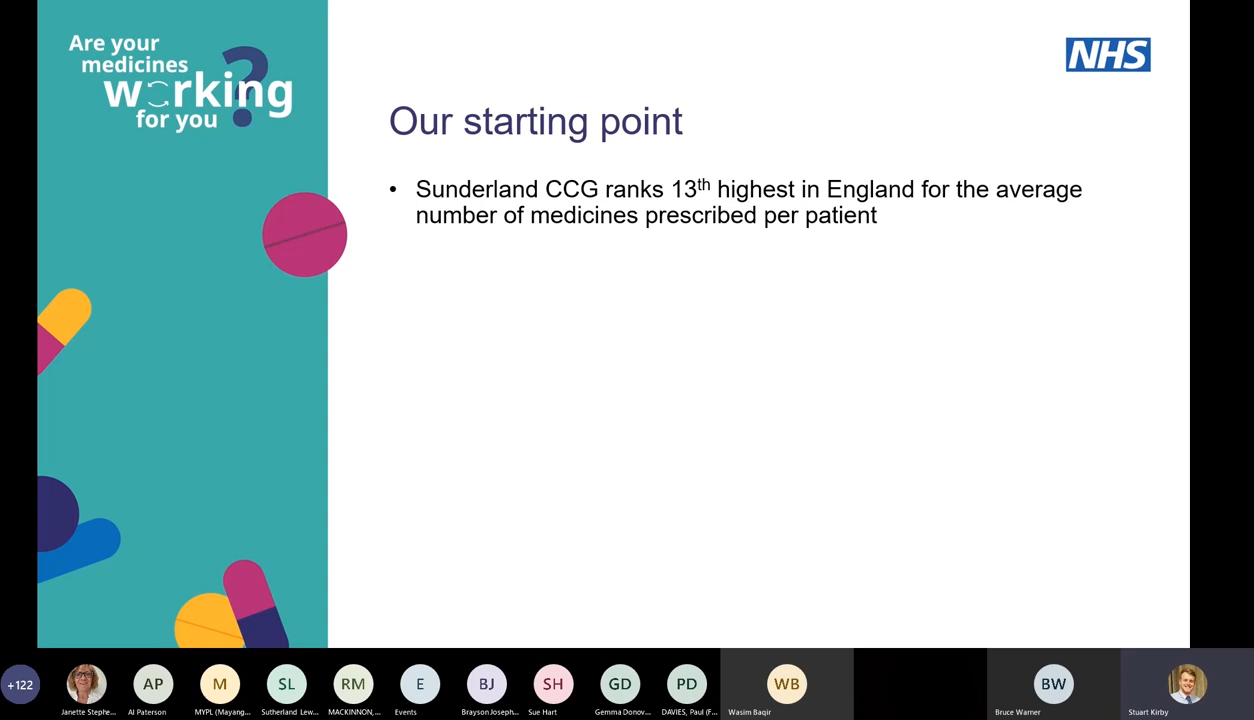 Are your
medicines
working
for you
?
NHS
Our starting point
• Sunderland CCG ranks 13th highest in England for the average
number of medicines prescribed per patient
+122
AP
M
SL
RM
E
BJ
SH
GD
PD
WB
BW
Janette Stephe...
Al Paterson
MYPL (Mayang...
Sutherland Lew...
MACKINNON,...
Events
Brayson Joseph...
Sue Hart
Gemma Donov...
DAVIES, Paul (F...
Wasim Baqir
Bruce Warner
Stuart Kirby